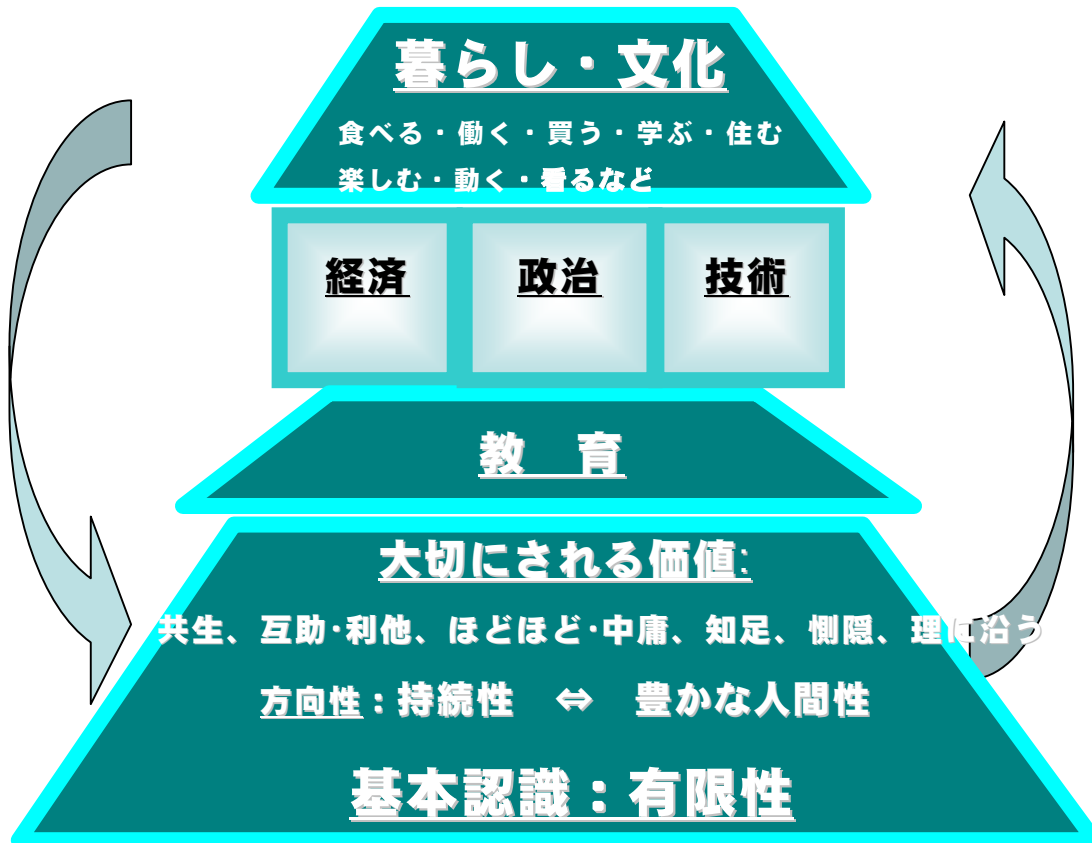 暮らし・文化
食べる・働く・買う・学ぶ・住む
楽しむ・動く・看るなど
経済 政治 技術
教　育
大切にされる価値:
共生、互助･利他、ほどほど･中庸、知足、惻隠、理に沿う
方向性：持続性　⇔　豊かな人間性
基本認識：有限性